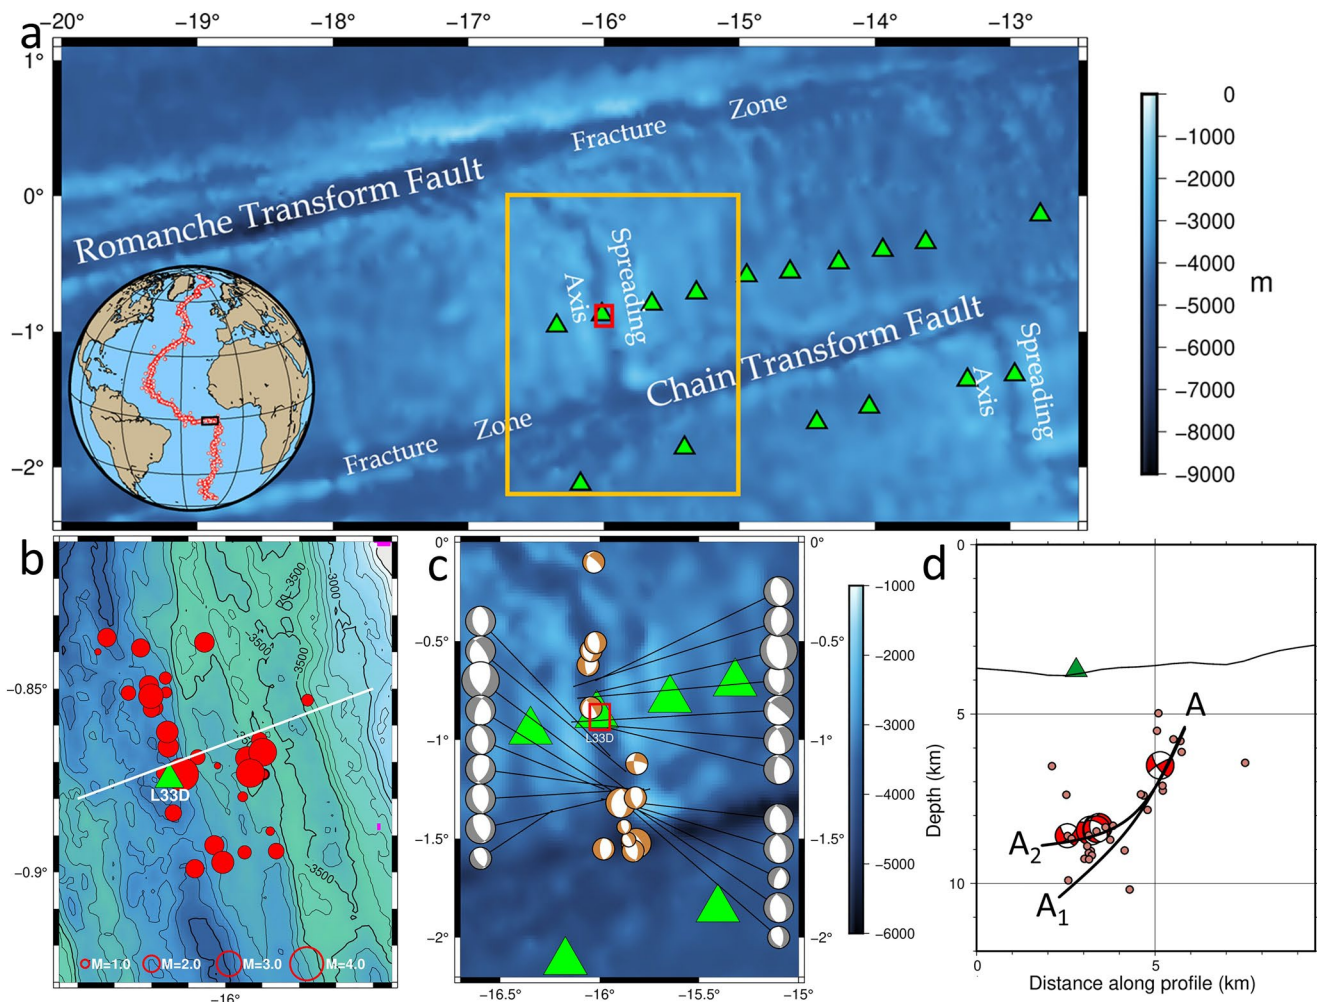 a
−20° −19° −18° −17° −16° −15° −14° −13°
1°
0°
−1°
−2°
Romanche Transform Fault
Fracture Zone
Spreading
Axis
Chain Transform Fault
Fracture Zone
Spreading
Axis
0
−1000
−2000
−3000
−4000
−5000
−6000
−7000
−8000
−9000
m
b
−3500
−3000
−3500
−3500
−3500
−0.85°
−0.9°
L33D
M=1.0 M=2.0 M=3.0 M=4.0
−16°
c
0°
−0.5°
−1°
−1.5°
−2°
0°
−0.5°
−1°
−1.5°
−2°
L33D
−16.5° −16° −15.5° −15°
−1000
−2000
−3000
−4000
−5000
−6000
d
0
5
10
Depth (km)
A
A2
A1
0 5
Distance along profile (km)